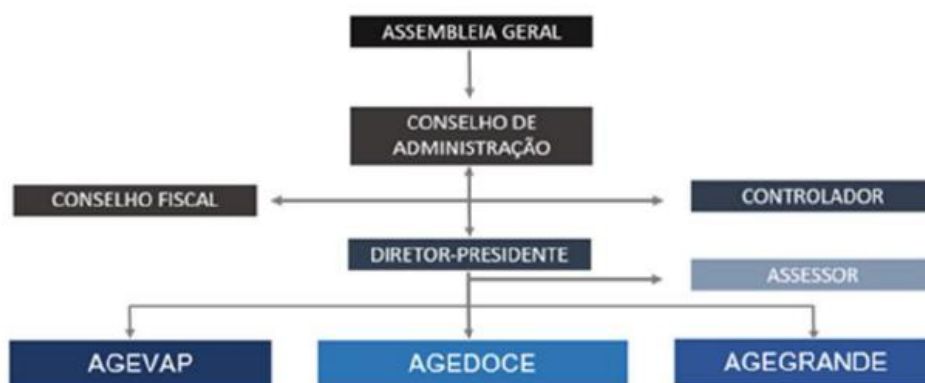 ASSEMBLEIA GERAL
CONSELHO DE
ADMINISTRAÇÃO
CONSELHO FISCAL
CONTROLADOR
DIRETOR-PRESIDENTE
ASSESSOR
AGEVAP
AGEDOCE
AGEGRANDE